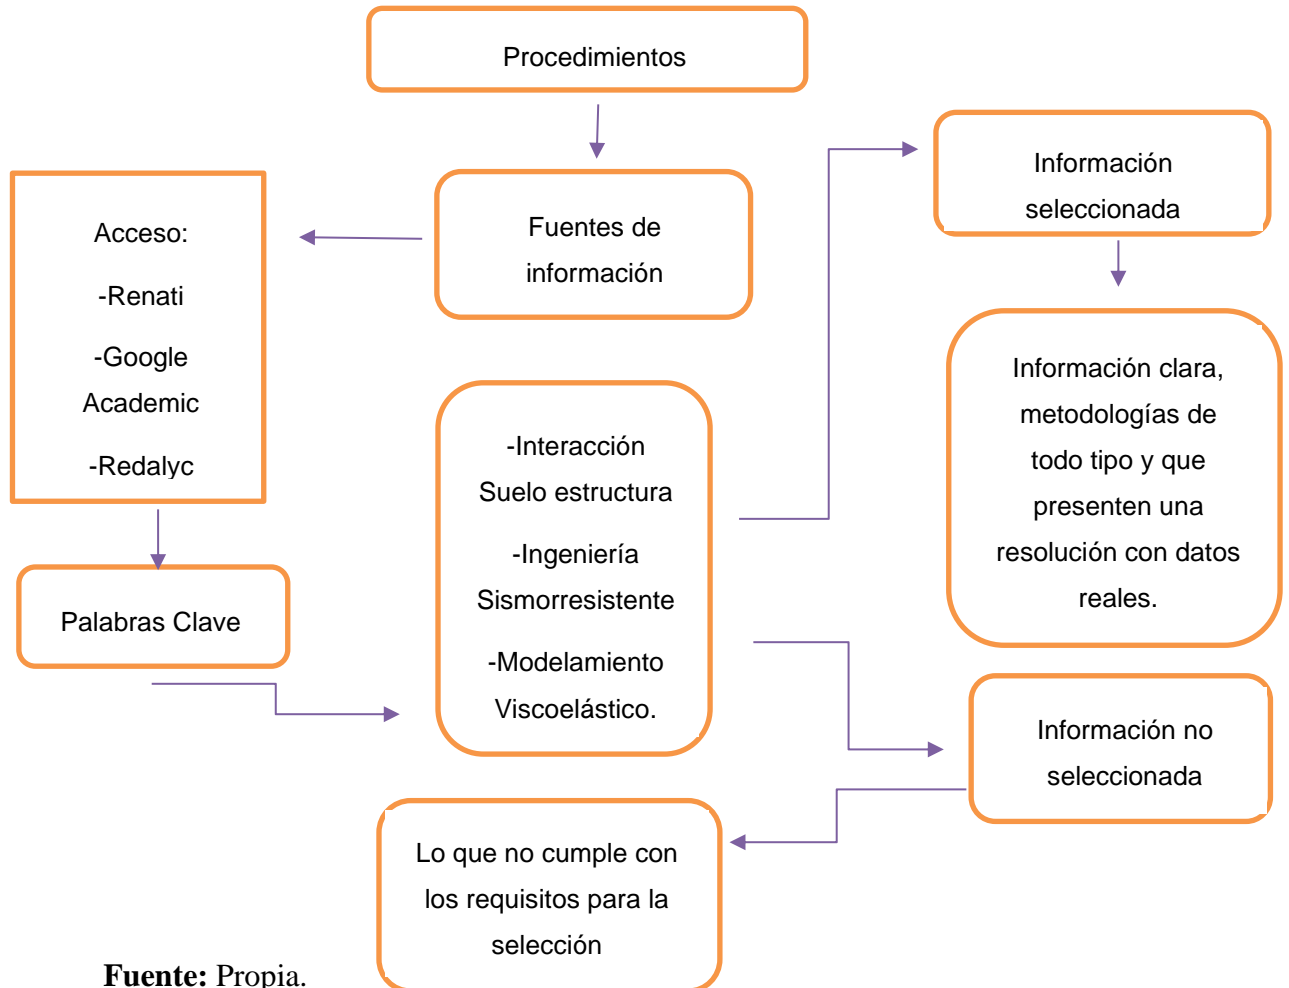 Procedimientos
Fuentes de
información
Acceso:
-Renati
-Google
Academic
-Redalyc
Palabras Clave
-Interacción
Suelo estructura
-Ingeniería
Sismorresistente
-Modelamiento
Viscoelástico.
Información
seleccionada
Información clara,
metodologías de
todo tipo y que
presenten una
resolución con datos
reales.
Información no
seleccionada
Lo que no cumple con
los requisitos para la
selección
Fuente: Propia.